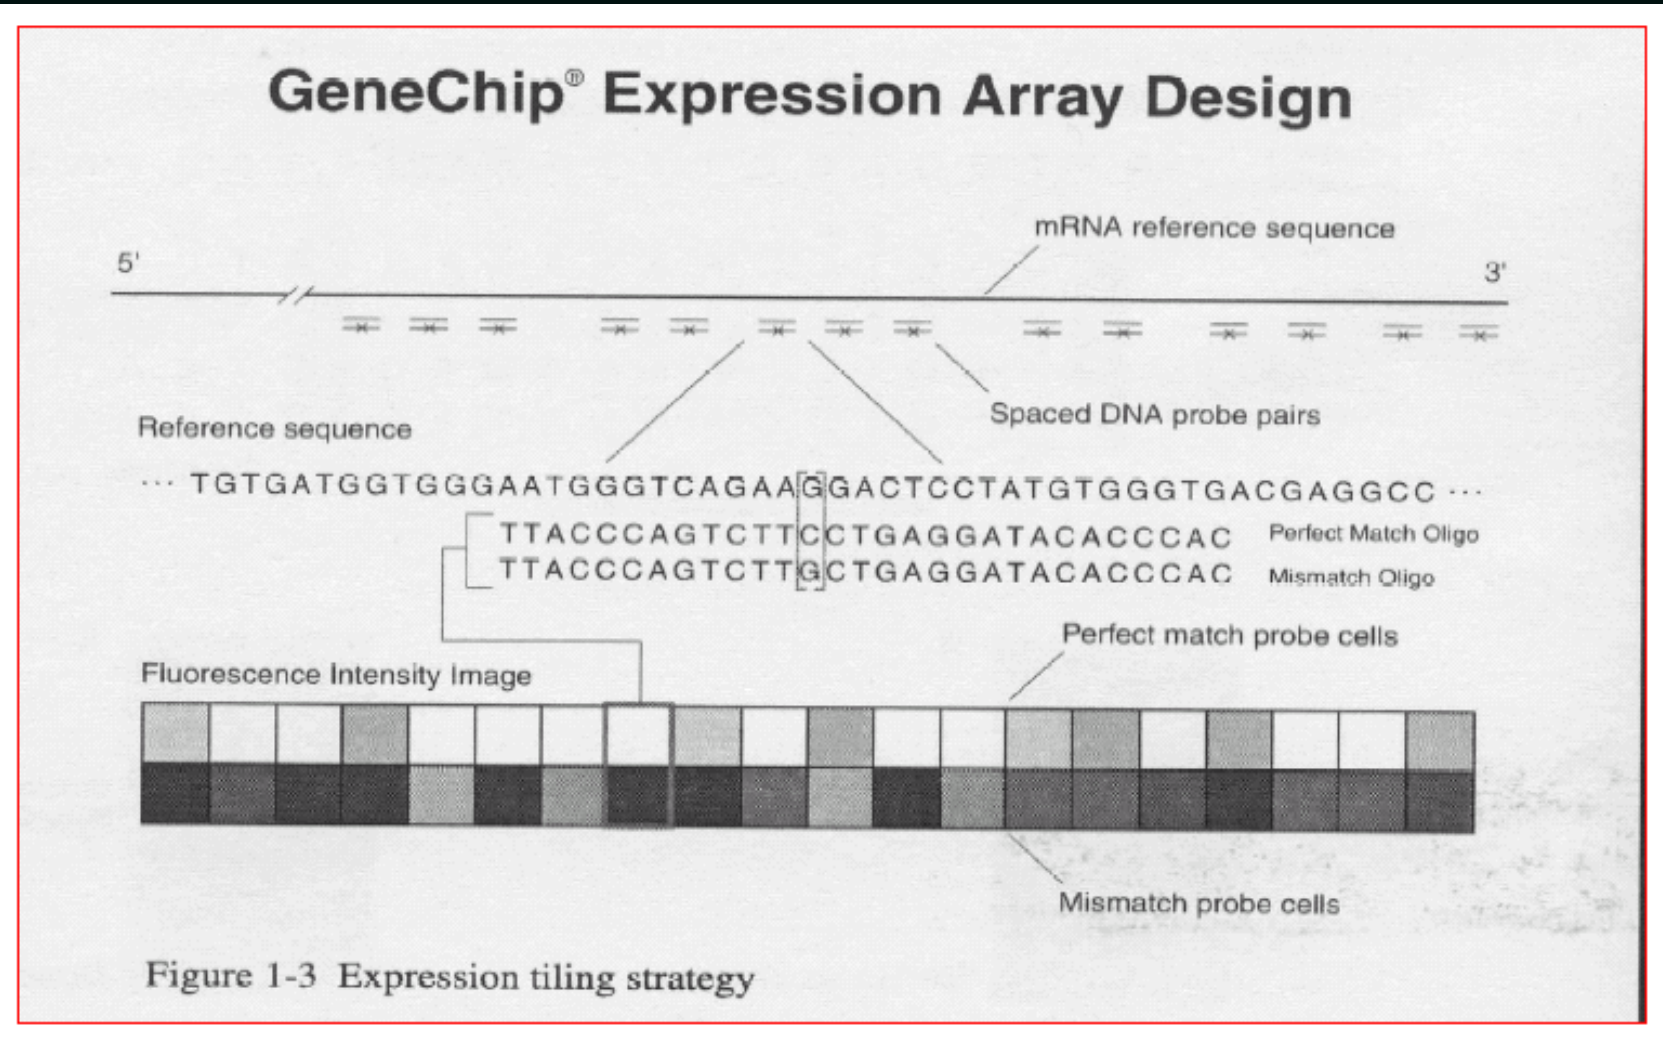 GeneChip® Expression Array Design
mRNA reference sequence
5'
3'
Spaced DNA probe pairs
Reference sequence
··· TGTGATGGTGGGAATGGGTCAGAAGGACTCCTATGTGGGTGACGAGGCC ···
TTACCCAGTCTTCCTGAGGATACACCCAC Perfect Match Oligo
TTACCCAGTCTTGCTGAGGATACACCCAC Mismatch Oligo
Perfect match probe cells
Fluorescence Intensity Image
Mismatch probe cells
Figure 1-3 Expression tiling strategy